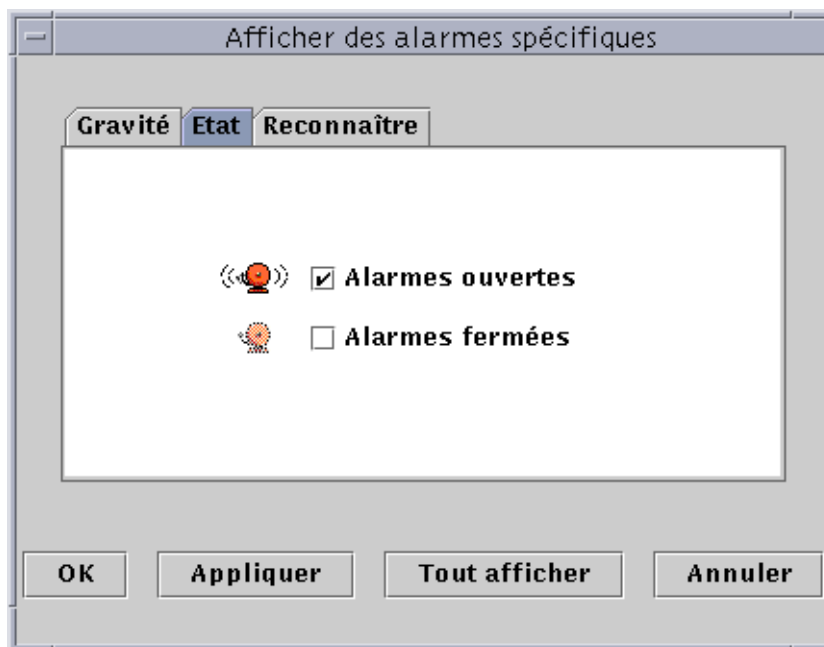 Afficher des alarmes spécifiques
Gravité Etat Reconnaître
Alarmes ouvertes
Alarmes fermées
OK Appliquer Tout afficher Annuler